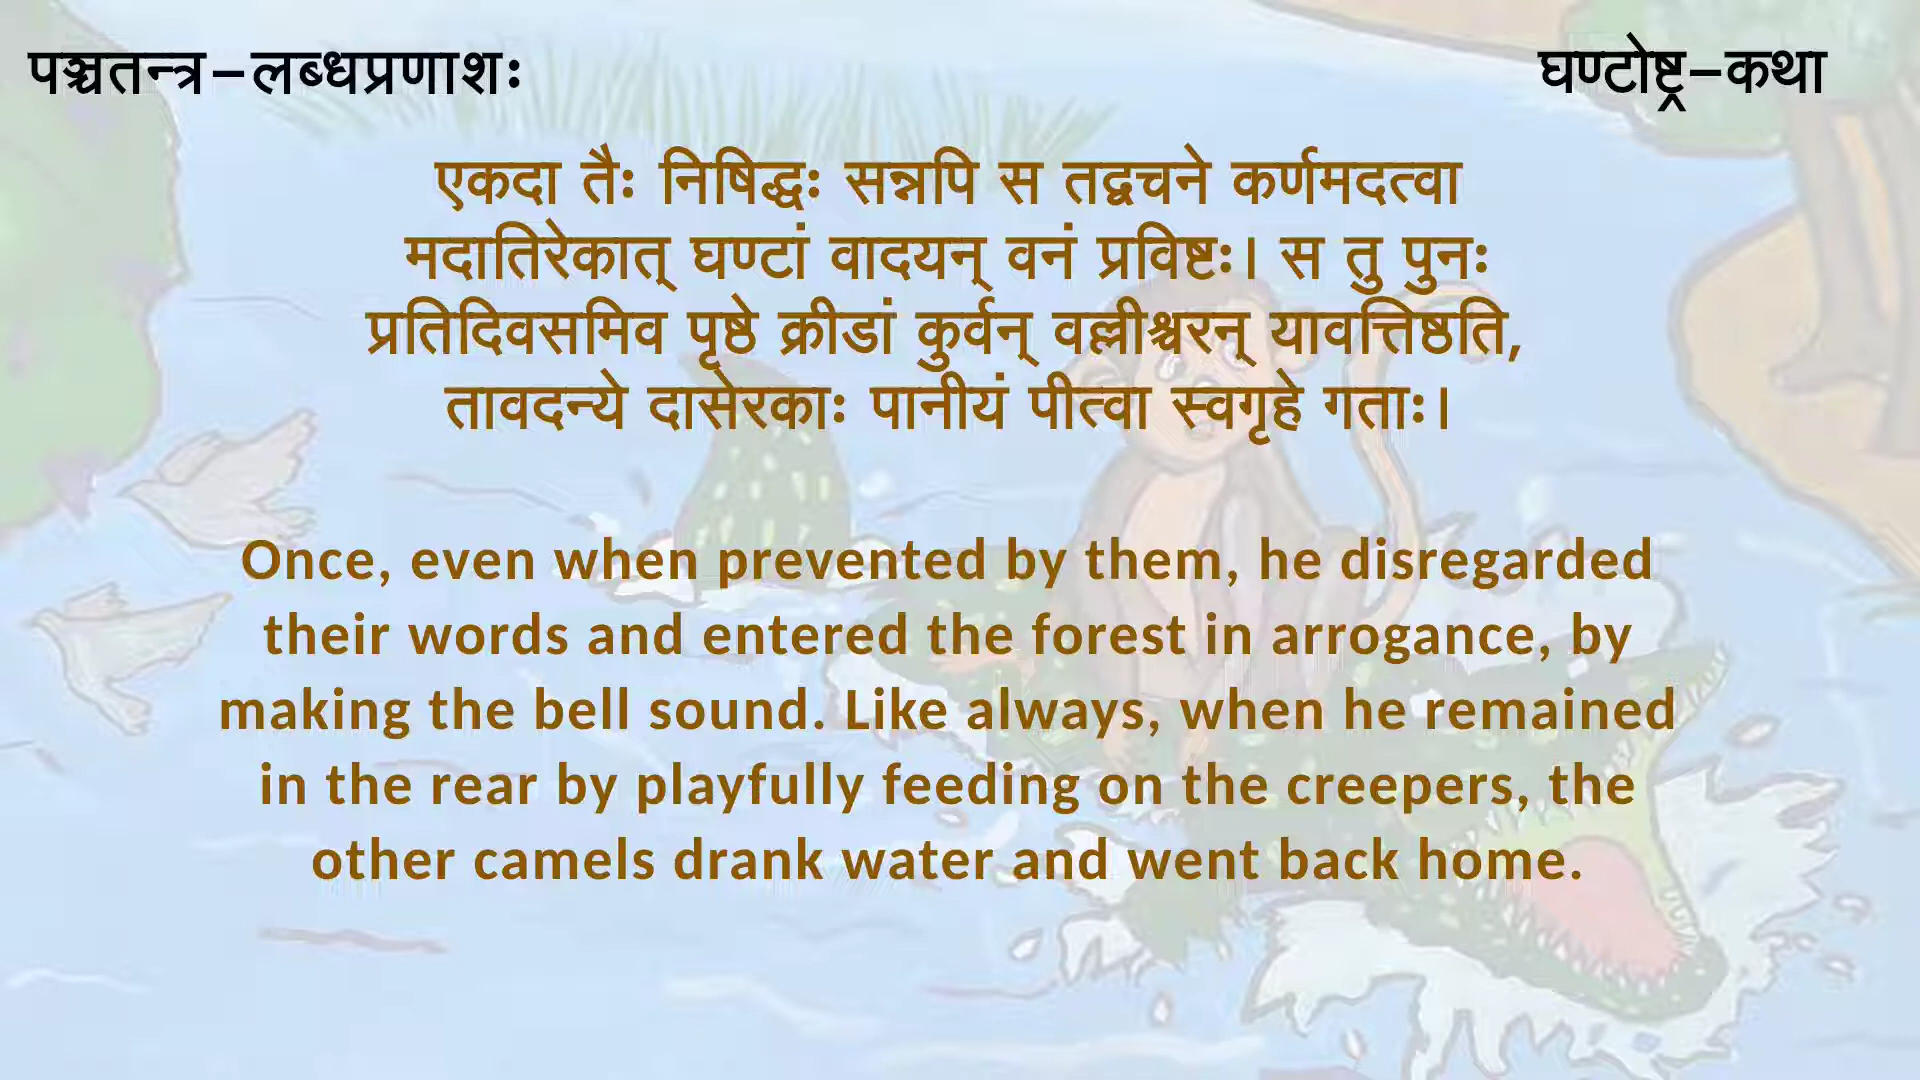 पञ्चतन्त्र–लब्धप्रणाशः
घण्टोष्ट्र–कथा
एकदा तैः निषिद्धः सन्नपि स तद्वचने कर्णमदत्वा
मदातिरेकात् घण्टां वादयन् वनं प्रविष्टः। स तु पुनः
प्रतिदिवसमिव पृष्ठे क्रीडां कुर्वन् वल्लीश्चरन् यावत्तिष्ठति,
तावदन्ये दासेरकाः पानीयं पीत्वा स्वगृहे गताः।
Once, even when prevented by them, he disregarded
their words and entered the forest in arrogance, by
making the bell sound. Like always, when he remained
in the rear by playfully feeding on the creepers, the
other camels drank water and went back home.